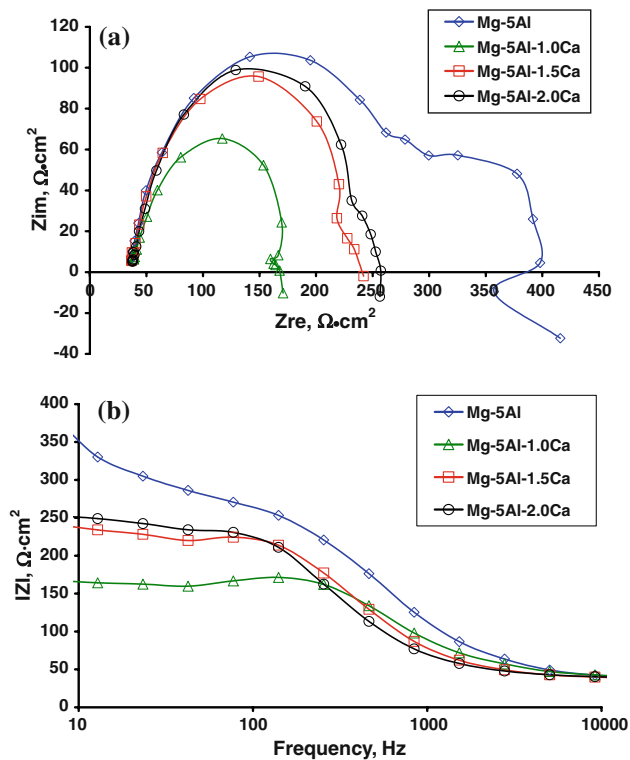 (a)
Mg-5Al
Mg-5Al-1.0Ca
Mg-5Al-1.5Ca
Mg-5Al-2.0Ca
Zim, Ω•cm²
120
100
80
60
40
20
0
-20
-40
0 50 100 150 200 250 300 350 400 450
Zre, Ω•cm²
(b)
Mg-5Al
Mg-5Al-1.0Ca
Mg-5Al-1.5Ca
Mg-5Al-2.0Ca
IZI, Ω·cm²
400
350
300
250
200
150
100
50
0
10 100 1000 10000
Frequency, Hz